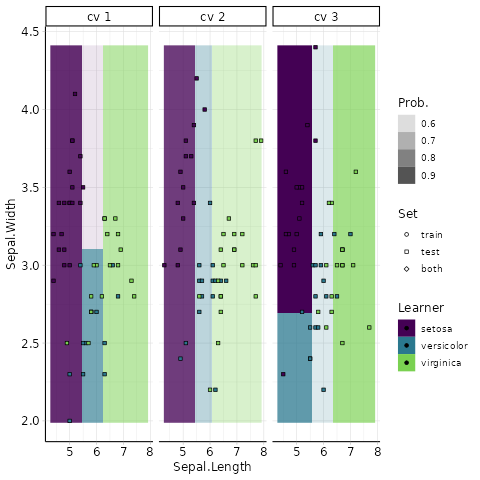 cv 1 cv 2 cv 3
4.5
4.0
3.5
3.0
2.5
2.0
Sepal.Width
5 6 7 8 5 6 7 8 5 6 7 8
Sepal.Length
Prob.
0.6
0.7
0.8
0.9
Set
train
test
both
Learner
setosa
versicolor
virginica